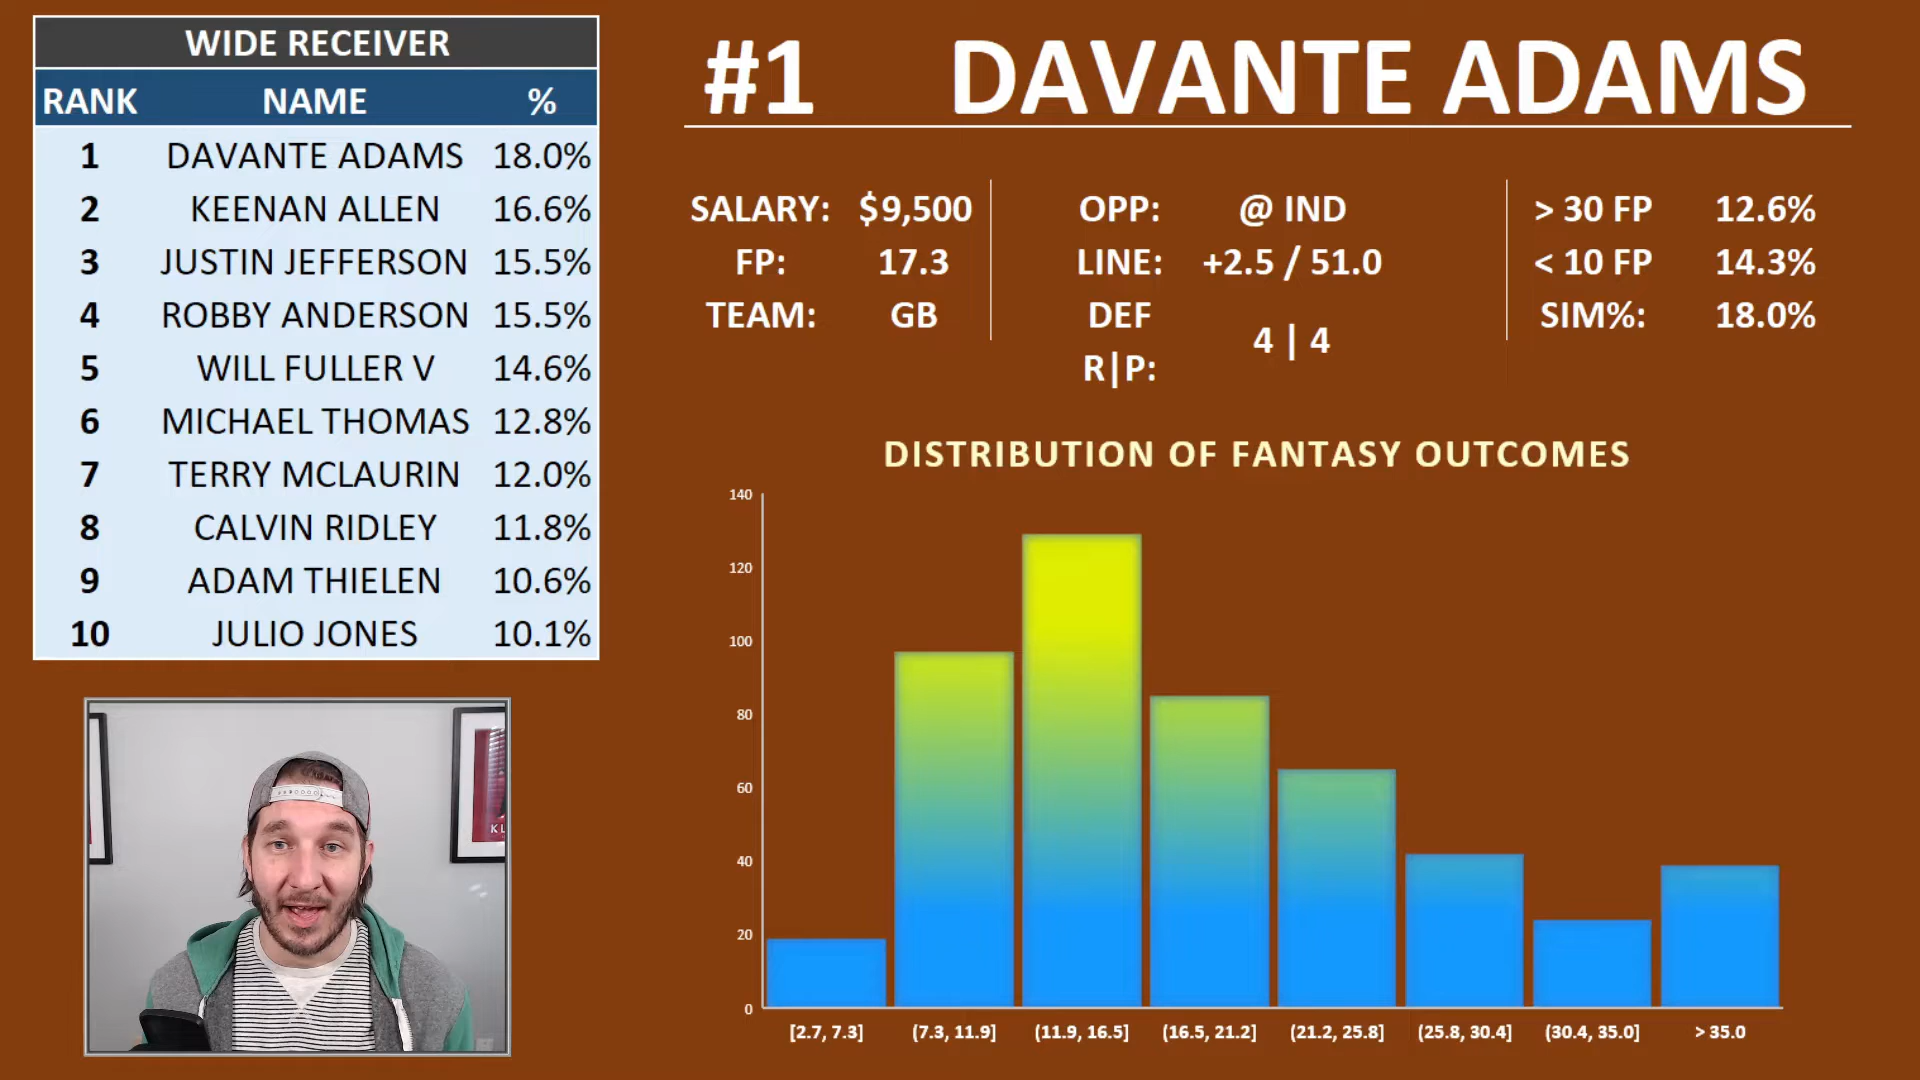 WIDE RECEIVER
RANK NAME %
1 DAVANTE ADAMS 18.0%
2 KEENAN ALLEN 16.6%
3 JUSTIN JEFFERSON 15.5%
4 ROBBY ANDERSON 15.5%
5 WILL FULLER V 14.6%
6 MICHAEL THOMAS 12.8%
7 TERRY MCLAURIN 12.0%
8 CALVIN RIDLEY 11.8%
9 ADAM THIELEN 10.6%
10 JULIO JONES 10.1%
#1 DAVANTE ADAMS
SALARY: $9,500
FP: 17.3
TEAM: GB
OPP: @ IND
LINE: +2.5 / 51.0
DEF
R|P: 4 | 4
> 30 FP 12.6%
< 10 FP 14.3%
SIM%: 18.0%
DISTRIBUTION OF FANTASY OUTCOMES
140
120
100
80
60
40
20
0
[2.7, 7.3] (7.3, 11.9] (11.9, 16.5] (16.5, 21.2] (21.2, 25.8] (25.8, 30.4] (30.4, 35.0] > 35.0